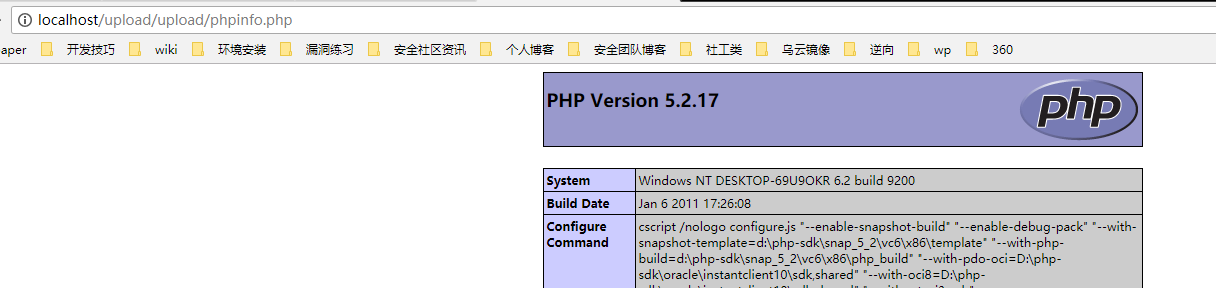 localhost/upload/upload/phpinfo.php
aper 开发技巧 wiki 环境安装 漏洞练习 安全社区资讯 个人博客 安全团队博客 社工类 乌云镜像 逆向 wp 360
PHP Version 5.2.17
php
System Windows NT DESKTOP-69U9OKR 6.2 build 9200
Build Date Jan 6 2011 17:26:08
Configure cscript /nologo configure.js "--enable-snapshot-build" "--enable-debug-pack" "--with-
Command snapshot-template=d:\php-sdk\snap_5_2\vc6\x86\template" "--with-php-
build=d:\php-sdk\snap_5_2\vc6\x86\php_build" "--with-pdo-oci=D:\php-
sdk\oracle\instantclient10\sdk,shared" "--with-oci8=D:\php-